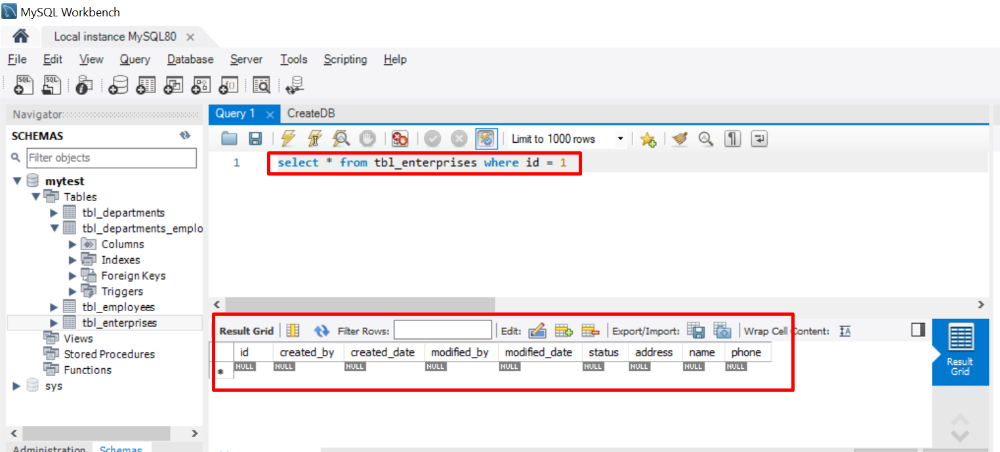 MySQL Workbench
Local instance MySQL80
File Edit View Query Database Server Tools Scripting Help
SQL SQL
Navigator
Query 1 CreateDB
SCHEMAS
Limit to 1000 rows
Filter objects
1 select * from tbl_enterprises where id = 1
mytest
Tables
tbl_departments
tbl_departments_emplo
Columns
Indexes
Foreign Keys
Triggers
tbl_employees
tbl_enterprises
Views
Stored Procedures
Functions
sys
Result Grid Filter Rows: Edit: Export/Import: Wrap Cell Content:
id created_by created_date modified_by modified_date status address name phone
* NULL NULL NULL NULL NULL NULL NULL NULL NULL
Result
Grid
Administration Schemas